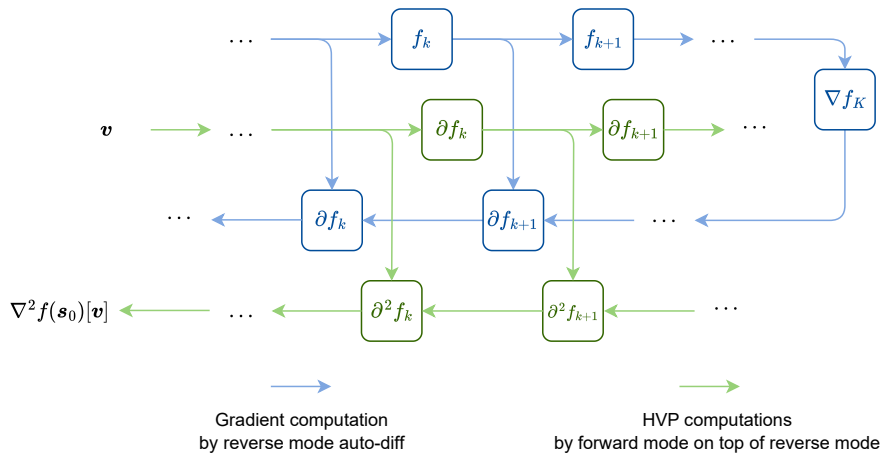 ... f_k f_{k+1} ...
∇f_K
𝒗 ... ∂f_k ∂f_{k+1} ...
... ∂f_k ∂f_{k+1} ...
∇²f(𝒔₀)[𝒗] ... ∂²f_k ∂²f_{k+1} ...
Gradient computation
by reverse mode auto-diff
HVP computations
by forward mode on top of reverse mode